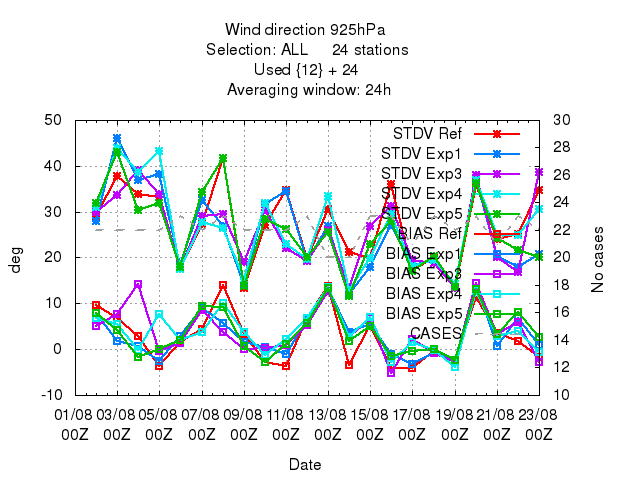 Wind direction 925hPa
Selection: ALL 24 stations
Used {12} + 24
Averaging window: 24h
50
40
30
20
10
0
-10
deg
30
28
26
24
22
20
18
16
14
12
10
No cases
STDV Ref
STDV Exp1
STDV Exp3
STDV Exp4
STDV Exp5
BIAS Ref
BIAS Exp1
BIAS Exp3
BIAS Exp4
BIAS Exp5
CASES
01/08 03/08 05/08 07/08 09/08 11/08 13/08 15/08 17/08 19/08 21/08 23/08
00Z 00Z 00Z 00Z 00Z 00Z 00Z 00Z 00Z 00Z 00Z 00Z
Date